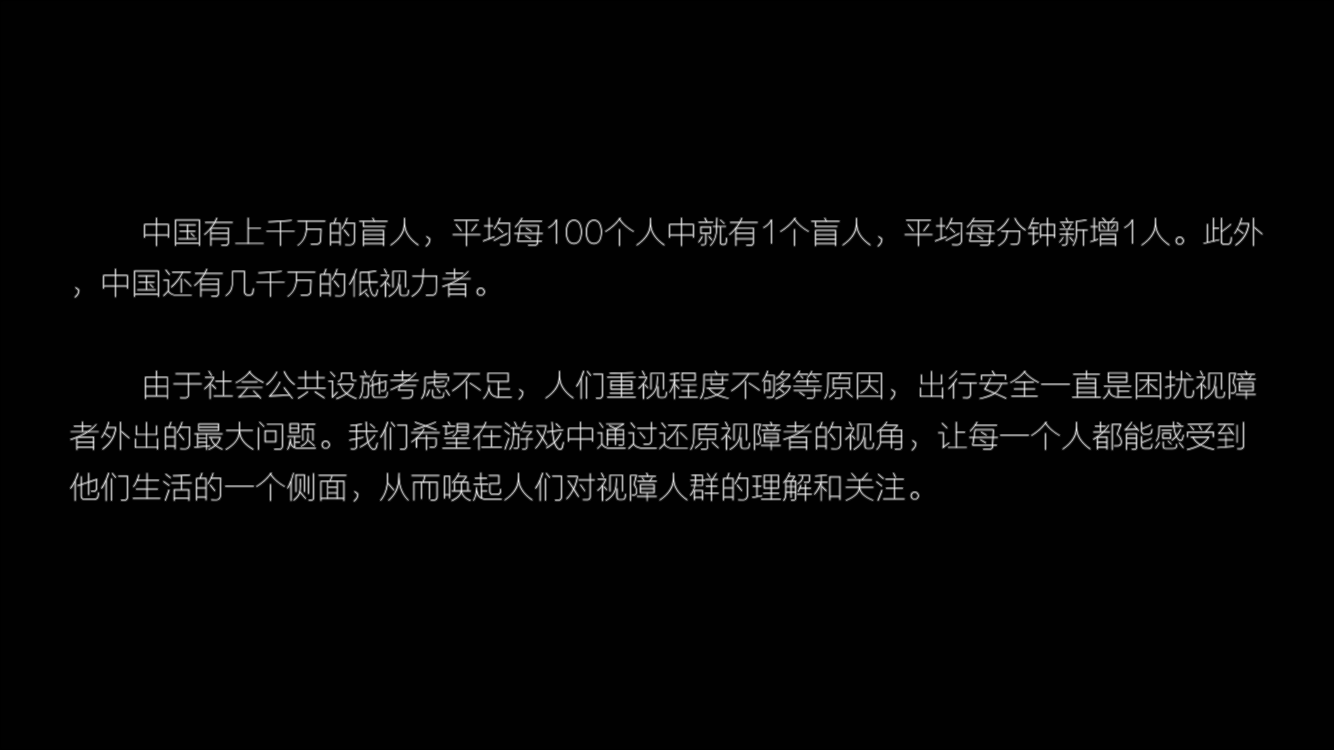 中国有上千万的盲人，平均每100个人中就有1个盲人，平均每分钟新增1人。此外
，中国还有几千万的低视力者。
由于社会公共设施考虑不足，人们重视程度不够等原因，出行安全一直是困扰视障
者外出的最大问题。我们希望在游戏中通过还原视障者的视角，让每一个人都能感受到
他们生活的一个侧面，从而唤起人们对视障人群的理解和关注。